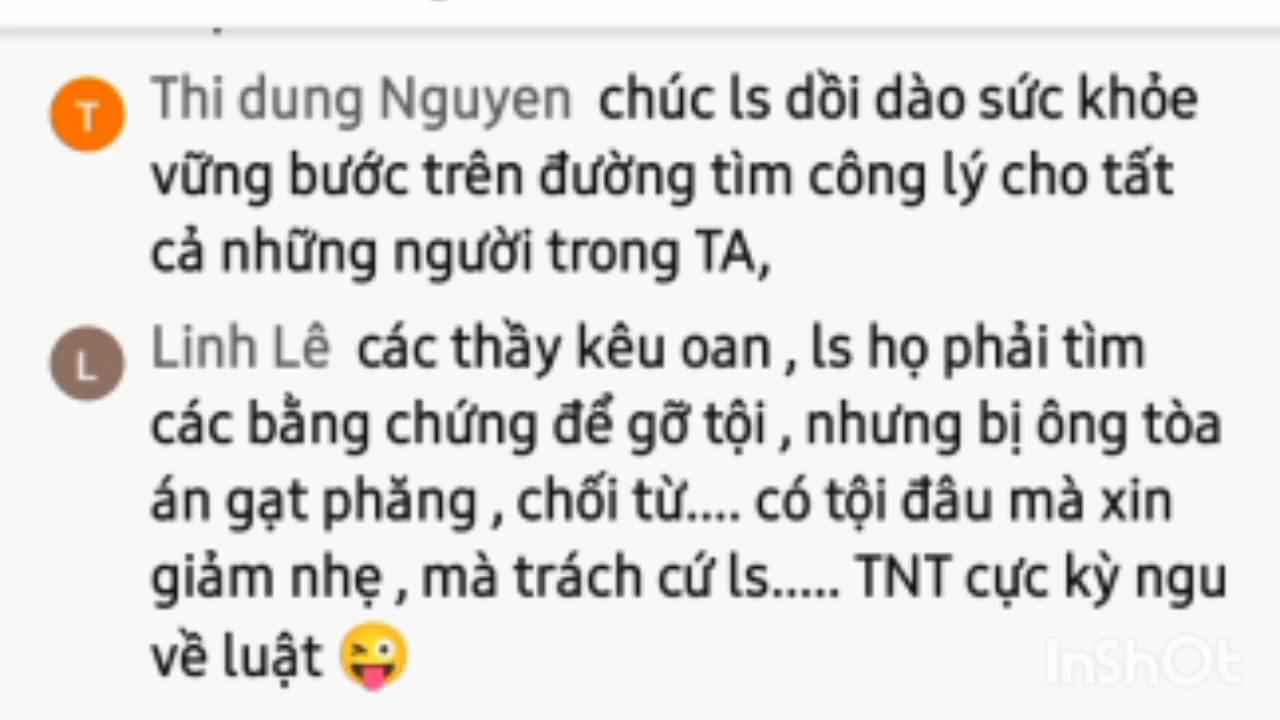 T Thi dung Nguyen chúc ls dồi dào sức khỏe
vững bước trên đường tìm công lý cho tất
cả những người trong TA,
L Linh Lê các thầy kêu oan , ls họ phải tìm
các bằng chứng để gỡ tội , nhưng bị ông tòa
án gạt phăng , chối từ.... có tội đâu mà xin
giảm nhẹ , mà trách cứ ls..... TNT cực kỳ ngu
về luật 😜
InShOt